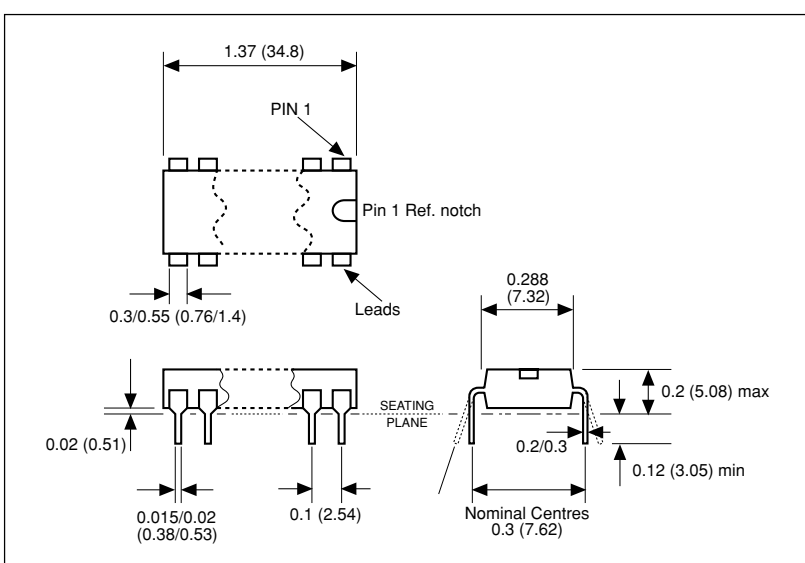 1.37 (34.8)
PIN 1
Pin 1 Ref. notch
Leads
0.3/0.55 (0.76/1.4)
0.288
(7.32)
0.2 (5.08) max
SEATING
PLANE
0.02 (0.51)
0.2/0.3
0.12 (3.05) min
0.015/0.02
(0.38/0.53)
0.1 (2.54)
Nominal Centres
0.3 (7.62)